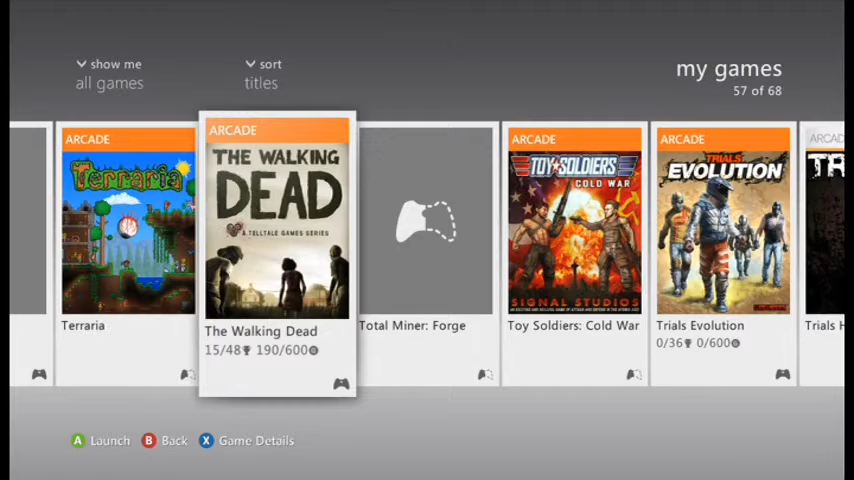 show me
all games
sort
titles
my games
57 of 68
ARCADE
Terraria
Terraria
ARCADE
THE WALKING
DEAD
A TELLTALE GAMES SERIES
The Walking Dead
15/48 190/600 G
Total Miner: Forge
ARCADE
TOY SOLDIERS
COLD WAR
SIGNAL STUDIOS
Toy Soldiers: Cold War
ARCADE
TRIALS
EVOLUTION
Trials Evolution
0/36 0/600 G
ARCAD
TR
Trials H
A Launch B Back X Game Details